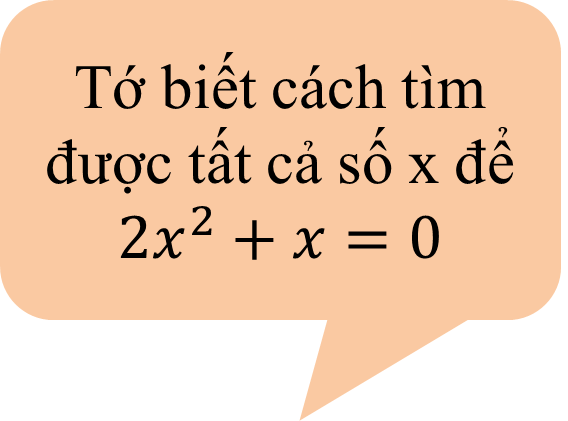 Tớ biết cách tìm
được tất cả số x để
2x² + x = 0